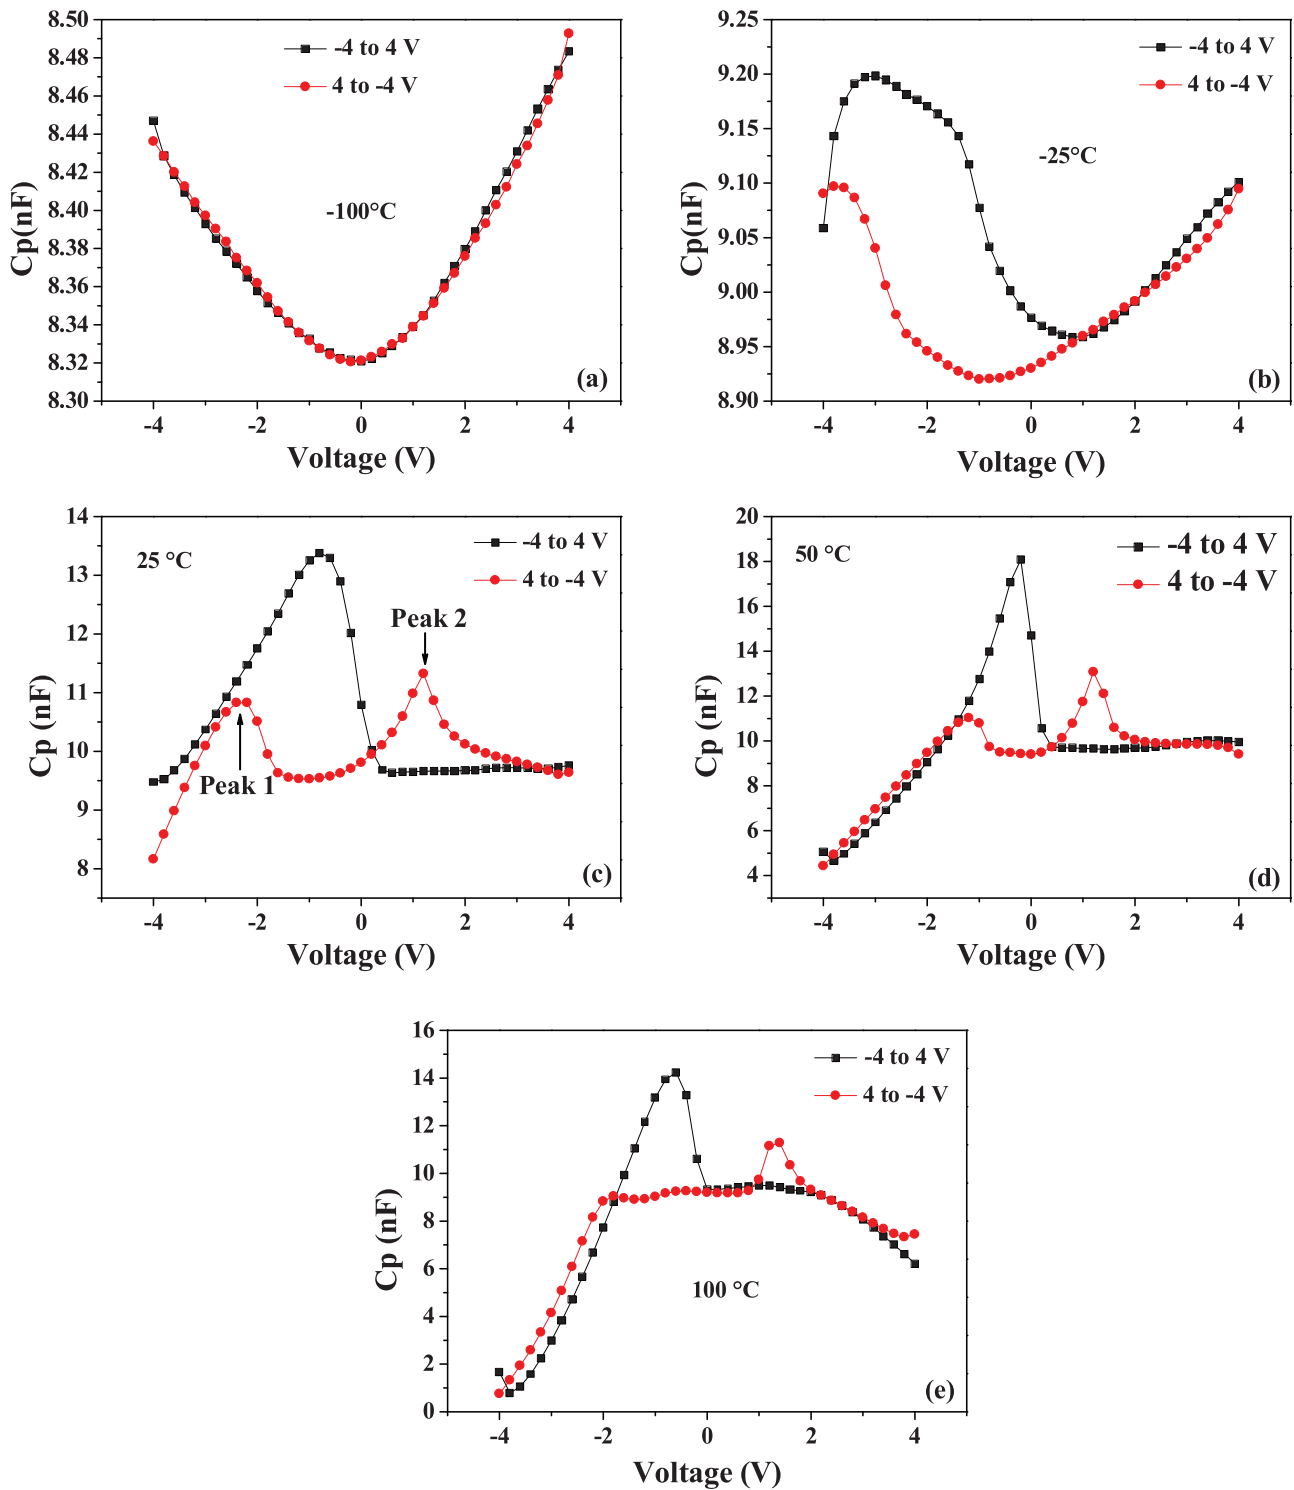 8.50
8.48
8.46
8.44
8.42
8.40
8.38
8.36
8.34
8.32
8.30
Cp(nF)
-4 to 4 V
4 to -4 V
-100°C
(a)
-4 -2 0 2 4
Voltage (V)
9.25
9.20
9.15
9.10
9.05
9.00
8.95
8.90
Cp(nF)
-4 to 4 V
4 to -4 V
-25°C
(b)
-4 -2 0 2 4
Voltage (V)
14
13
12
11
10
9
8
Cp (nF)
25 °C
-4 to 4 V
4 to -4 V
Peak 2
Peak 1
(c)
-4 -2 0 2 4
Voltage (V)
20
18
16
14
12
10
8
6
4
Cp (nF)
50 °C
-4 to 4 V
4 to -4 V
(d)
-4 -2 0 2 4
Voltage (V)
16
14
12
10
8
6
4
2
0
Cp (nF)
-4 to 4 V
4 to -4 V
100 °C
(e)
-4 -2 0 2 4
Voltage (V)